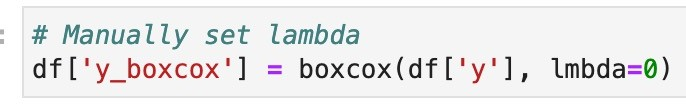 # Manually set lambda
df['y_boxcox'] = boxcox(df['y'], lmbda=0)